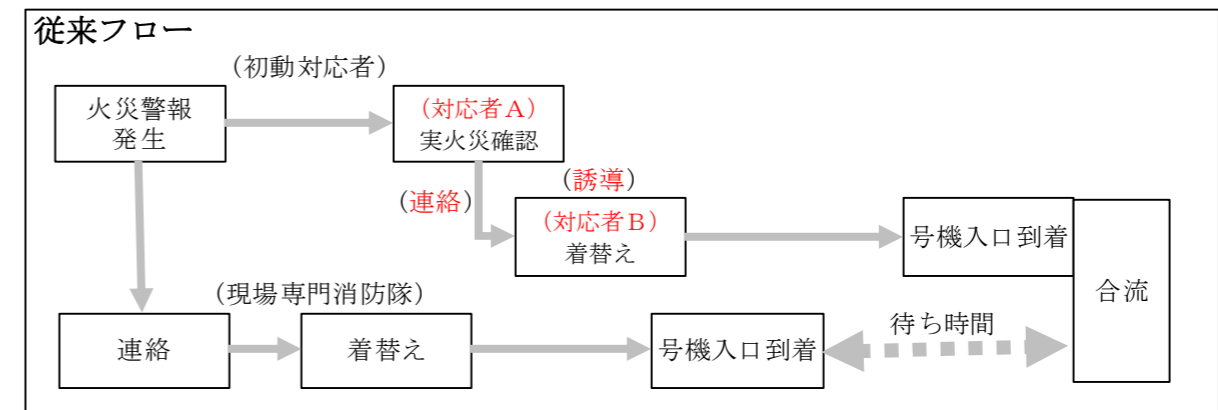 従来フロー
（初動対応者）
火災警報
発生
（対応者A）
実火災確認
（連絡）
（誘導）
（対応者B）
着替え
号機入口到着
合流
（現場専門消防隊）
連絡
着替え
号機入口到着
待ち時間